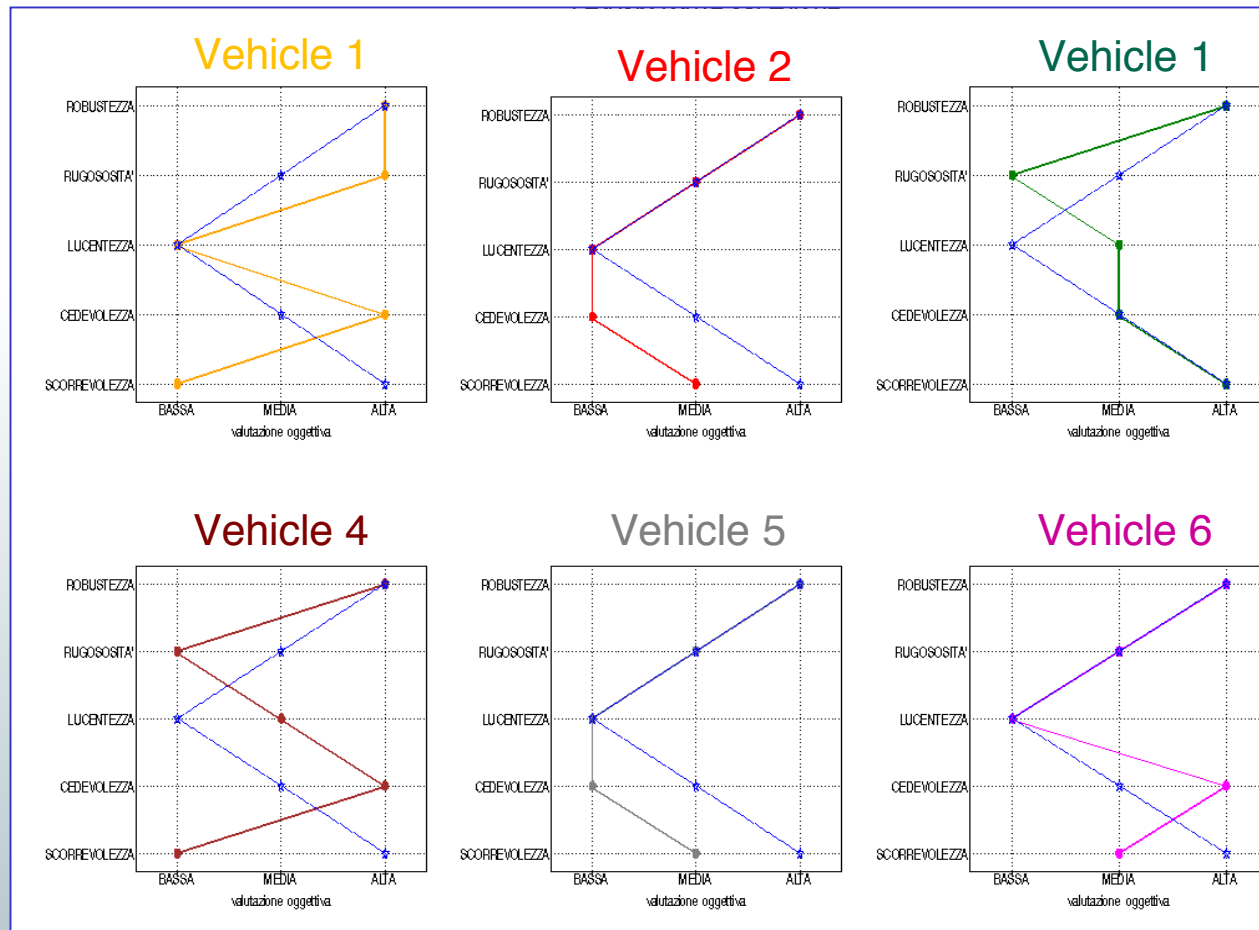 Vehicle 1
ROBUSTEZZA
RUGOSOSITA'
LUCENTEZZA
CEDEVOLEZZA
SCORREVOLEZZA
BASSA MEDIA ALTA
valutazione oggettiva
Vehicle 2
ROBUSTEZZA
RUGOSOSITA'
LUCENTEZZA
CEDEVOLEZZA
SCORREVOLEZZA
BASSA MEDIA ALTA
valutazione oggettiva
Vehicle 1
ROBUSTEZZA
RUGOSOSITA'
LUCENTEZZA
CEDEVOLEZZA
SCORREVOLEZZA
BASSA MEDIA ALTA
valutazione oggettiva
Vehicle 4
ROBUSTEZZA
RUGOSOSITA'
LUCENTEZZA
CEDEVOLEZZA
SCORREVOLEZZA
BASSA MEDIA ALTA
valutazione oggettiva
Vehicle 5
ROBUSTEZZA
RUGOSOSITA'
LUCENTEZZA
CEDEVOLEZZA
SCORREVOLEZZA
BASSA MEDIA ALTA
valutazione oggettiva
Vehicle 6
ROBUSTEZZA
RUGOSOSITA'
LUCENTEZZA
CEDEVOLEZZA
SCORREVOLEZZA
BASSA MEDIA ALTA
valutazione oggettiva